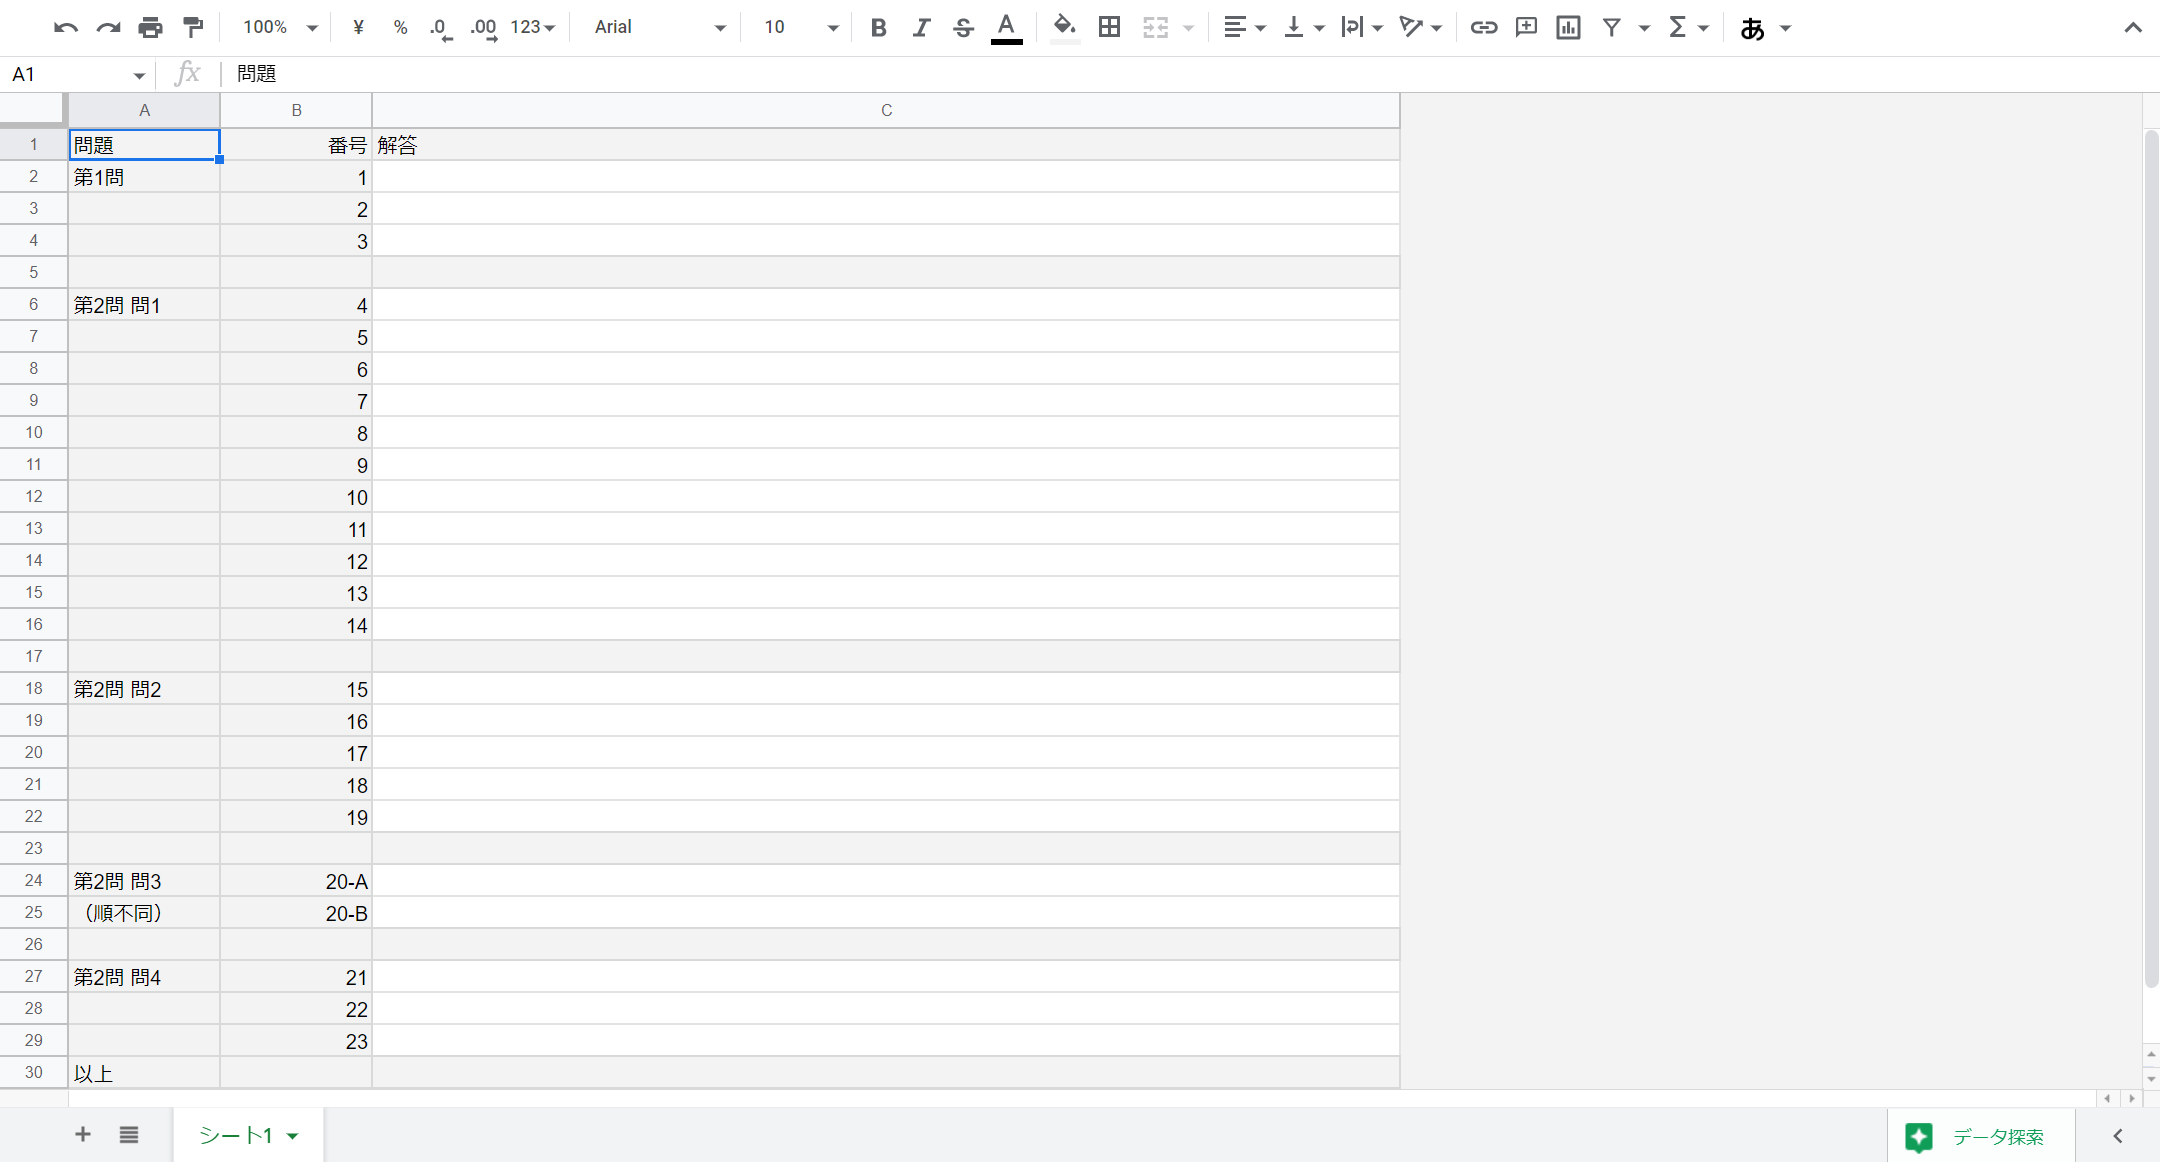 100% ¥ % .0 .00 123 Arial 10 B I S A あ
A1 fx 問題
A B C
1 問題 番号 解答
2 第1問 1
3 2
4 3
5
6 第2問 問1 4
7 5
8 6
9 7
10 8
11 9
12 10
13 11
14 12
15 13
16 14
17
18 第2問 問2 15
19 16
20 17
21 18
22 19
23
24 第2問 問3 20-A
25 （順不同） 20-B
26
27 第2問 問4 21
28 22
29 23
30 以上
シート1 データ探索